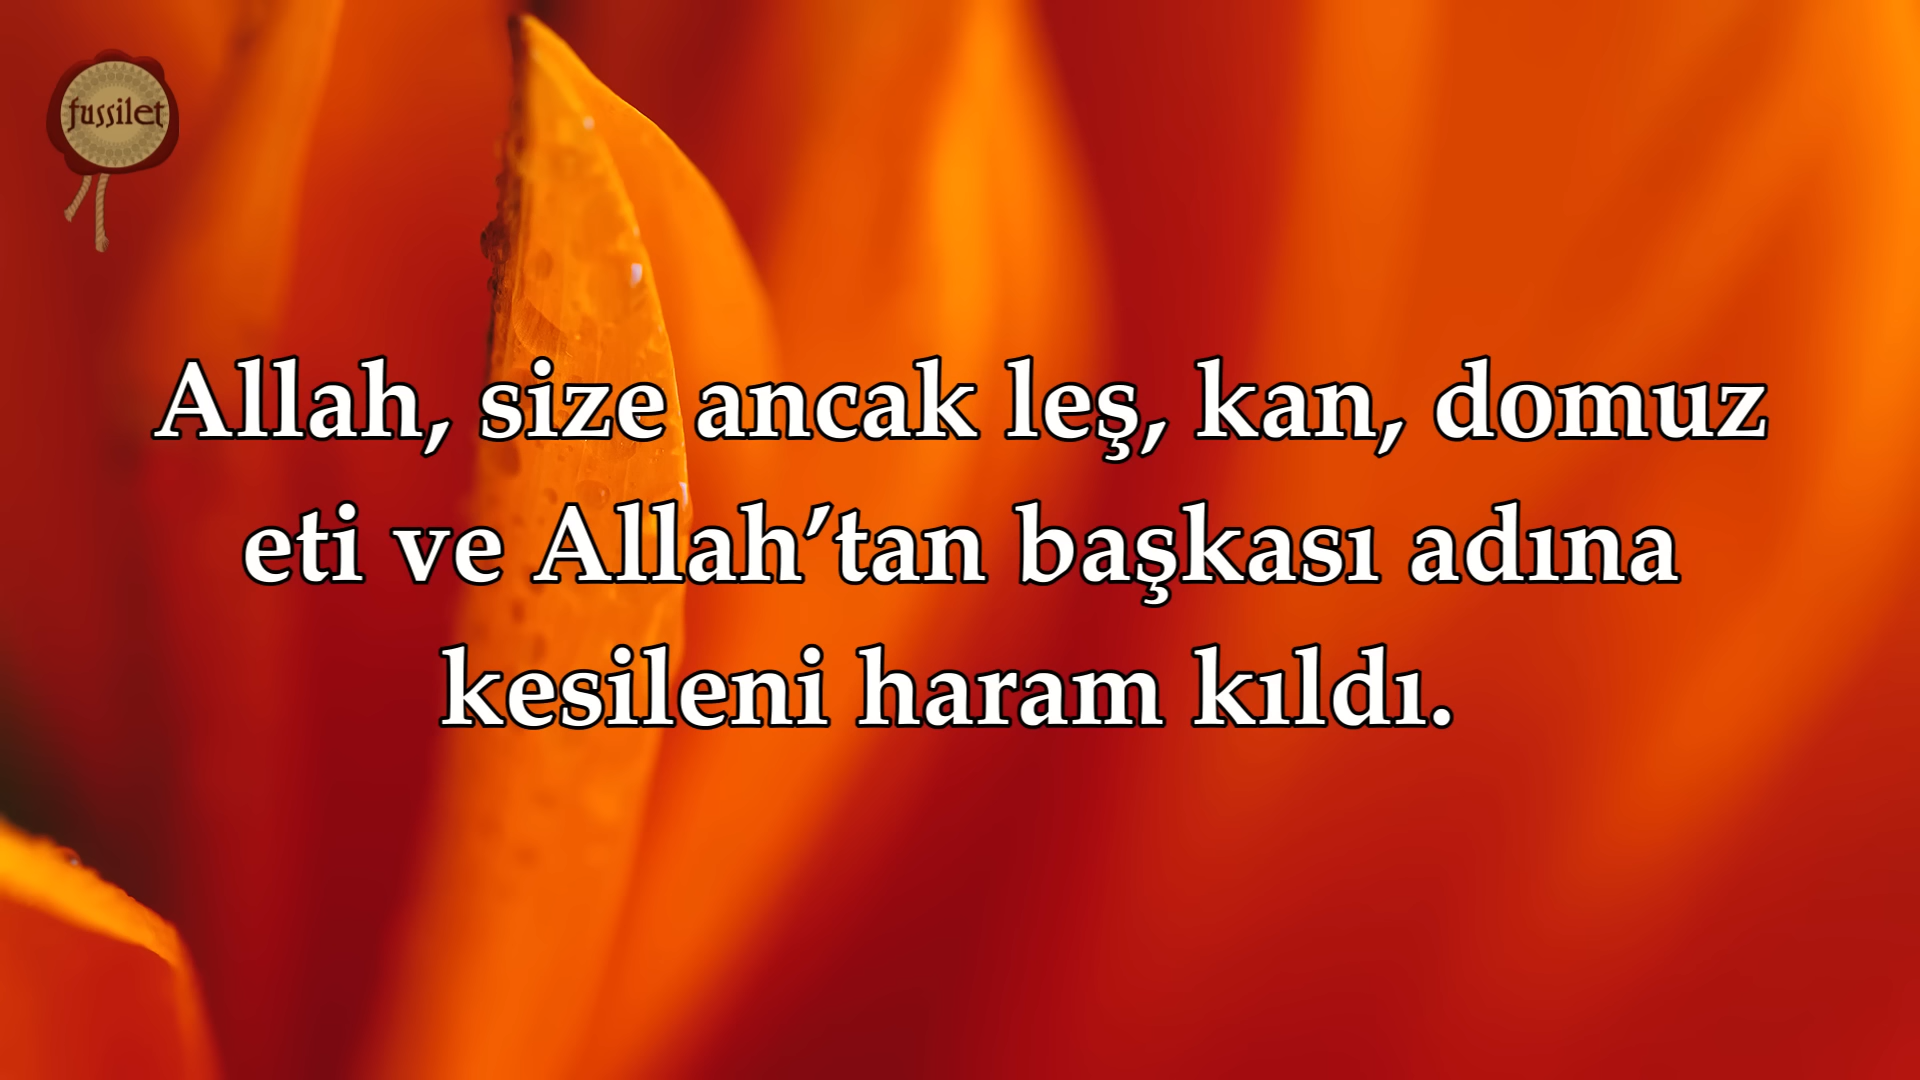 fussilet
Allah, size ancak leş, kan, domuz
eti ve Allah’tan başkası adına
kesileni haram kıldı.